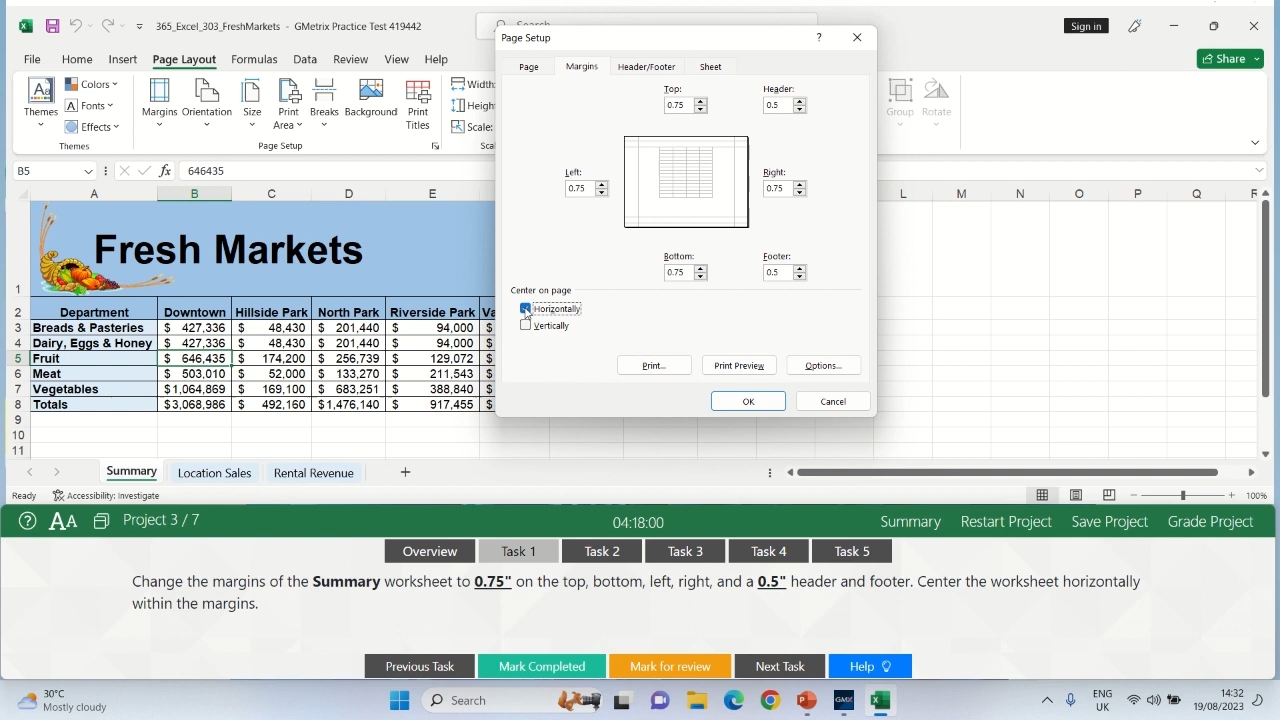 365_Excel_303_FreshMarkets - GMetrix Practice Test 419442
Search
Sign in
File Home Insert Page Layout Formulas Data Review View Help
Share
Themes
Colors
Fonts
Effects
Themes
Margins Orientation Size Print Area Breaks Background Print Titles
Page Setup
Width
Height
Scale:
Group Rotate
B5
fx 646435
A B C D E L M N O P Q R
1 Fresh Markets
2 Department Downtown Hillside Park North Park Riverside Park Va
3 Breads & Pasteries $ 427,336 $ 48,430 $ 201,440 $ 94,000 $
4 Dairy, Eggs & Honey $ 427,336 $ 48,430 $ 201,440 $ 94,000 $
5 Fruit $ 646,435 $ 174,200 $ 256,739 $ 129,072 $
6 Meat $ 503,010 $ 52,000 $ 133,270 $ 211,543 $
7 Vegetables $1,064,869 $ 169,100 $ 683,251 $ 388,840 $
8 Totals $3,068,986 $ 492,160 $1,476,140 $ 917,455 $
9
10
11
Page Setup
? ×
Page Margins Header/Footer Sheet
Top: Header:
0.75 0.5
Left: Right:
0.75 0.75
Bottom: Footer:
0.75 0.5
Center on page
Horizontally
Vertically
Print... Print Preview Options...
OK Cancel
Summary Location Sales Rental Revenue +
Ready Accessibility: Investigate 100%
AA Project 3 / 7 04:18:00 Summary Restart Project Save Project Grade Project
Overview Task 1 Task 2 Task 3 Task 4 Task 5
Change the margins of the Summary worksheet to 0.75" on the top, bottom, left, right, and a 0.5" header and footer. Center the worksheet horizontally
within the margins.
Previous Task Mark Completed Mark for review Next Task Help
30°C
Mostly cloudy
Search
GMX
ENG
UK
14:32
19/08/2023